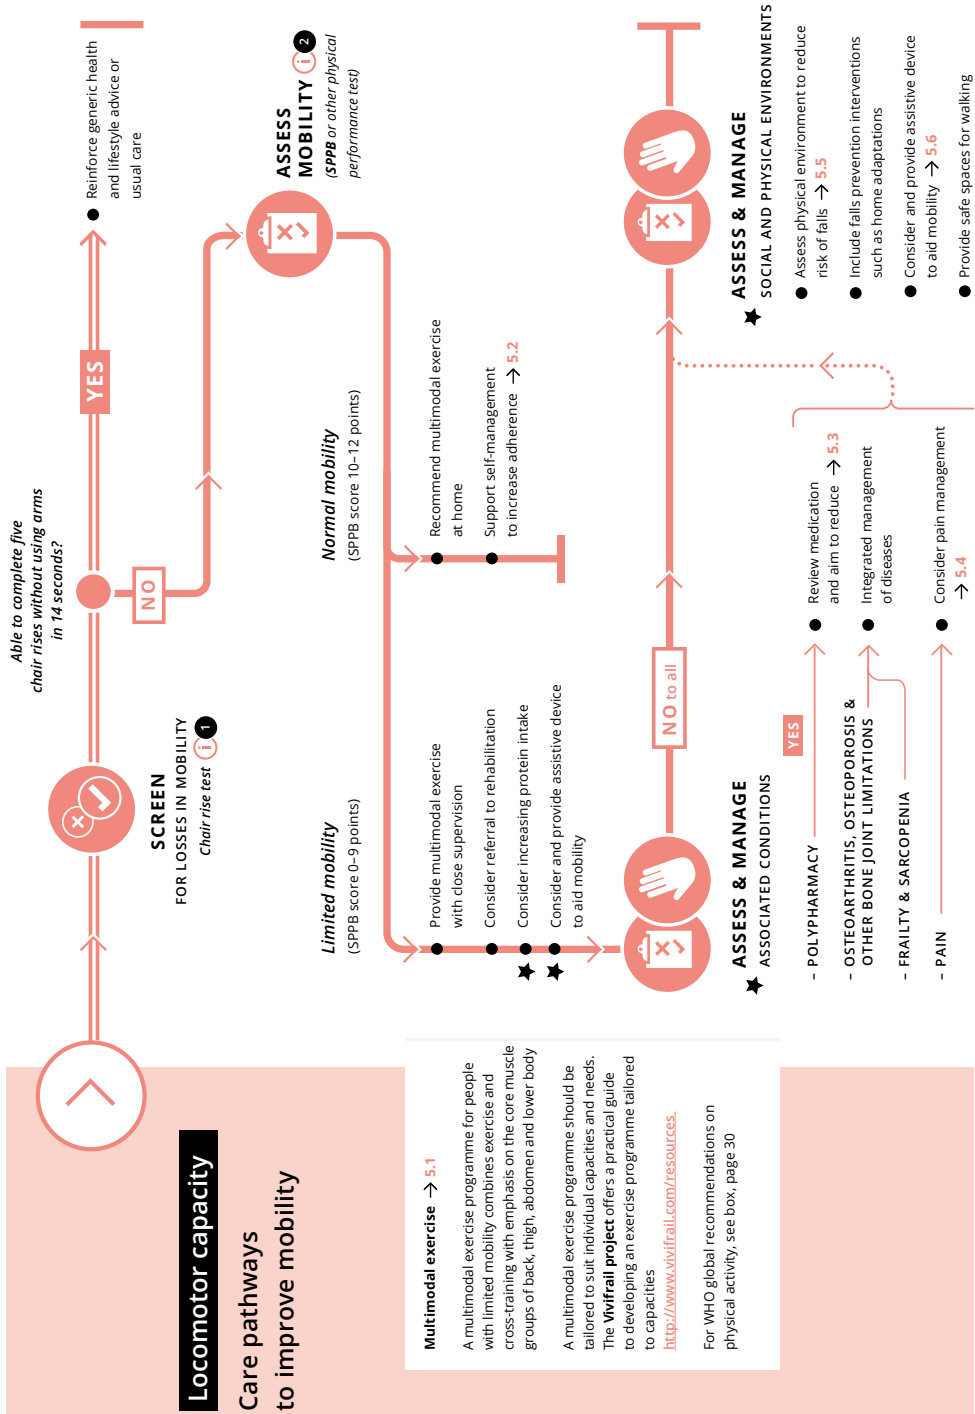 Locomotor capacity
Care pathways
to improve mobility
Multimodal exercise → 5.1
A multimodal exercise programme for people
with limited mobility combines exercise and
cross-training with emphasis on the core muscle
groups of back, thigh, abdomen and lower body
A multimodal exercise programme should be
tailored to suit individual capacities and needs.
The Vivifrail project offers a practical guide
to developing an exercise programme tailored
to capacities
http://www.vivifrail.com/resources
For WHO global recommendations on
physical activity, see box, page 30
SCREEN
FOR LOSSES IN MOBILITY
Chair rise test i 1
Able to complete five
chair rises without using arms
in 14 seconds?
YES
Reinforce generic health
and lifestyle advice or
usual care
NO
ASSESS
MOBILITY i 2
(SPPB or other physical
performance test)
Limited mobility
(SPPB score 0–9 points)
Provide multimodal exercise
with close supervision
Consider referral to rehabilitation
Consider increasing protein intake
Consider and provide assistive device
to aid mobility
Normal mobility
(SPPB score 10–12 points)
Recommend multimodal exercise
at home
Support self-management
to increase adherence → 5.2
ASSESS & MANAGE
ASSOCIATED CONDITIONS
– POLYPHARMACY
– OSTEOARTHRITIS, OSTEOPOROSIS &
OTHER BONE JOINT LIMITATIONS
– FRAILTY & SARCOPENIA
– PAIN
YES
Review medication
and aim to reduce → 5.3
Integrated management
of diseases
Consider pain management
→ 5.4
NO to all
ASSESS & MANAGE
SOCIAL AND PHYSICAL ENVIRONMENTS
Assess physical environment to reduce
risk of falls → 5.5
Include falls prevention interventions
such as home adaptations
Consider and provide assistive device
to aid mobility → 5.6
Provide safe spaces for walking